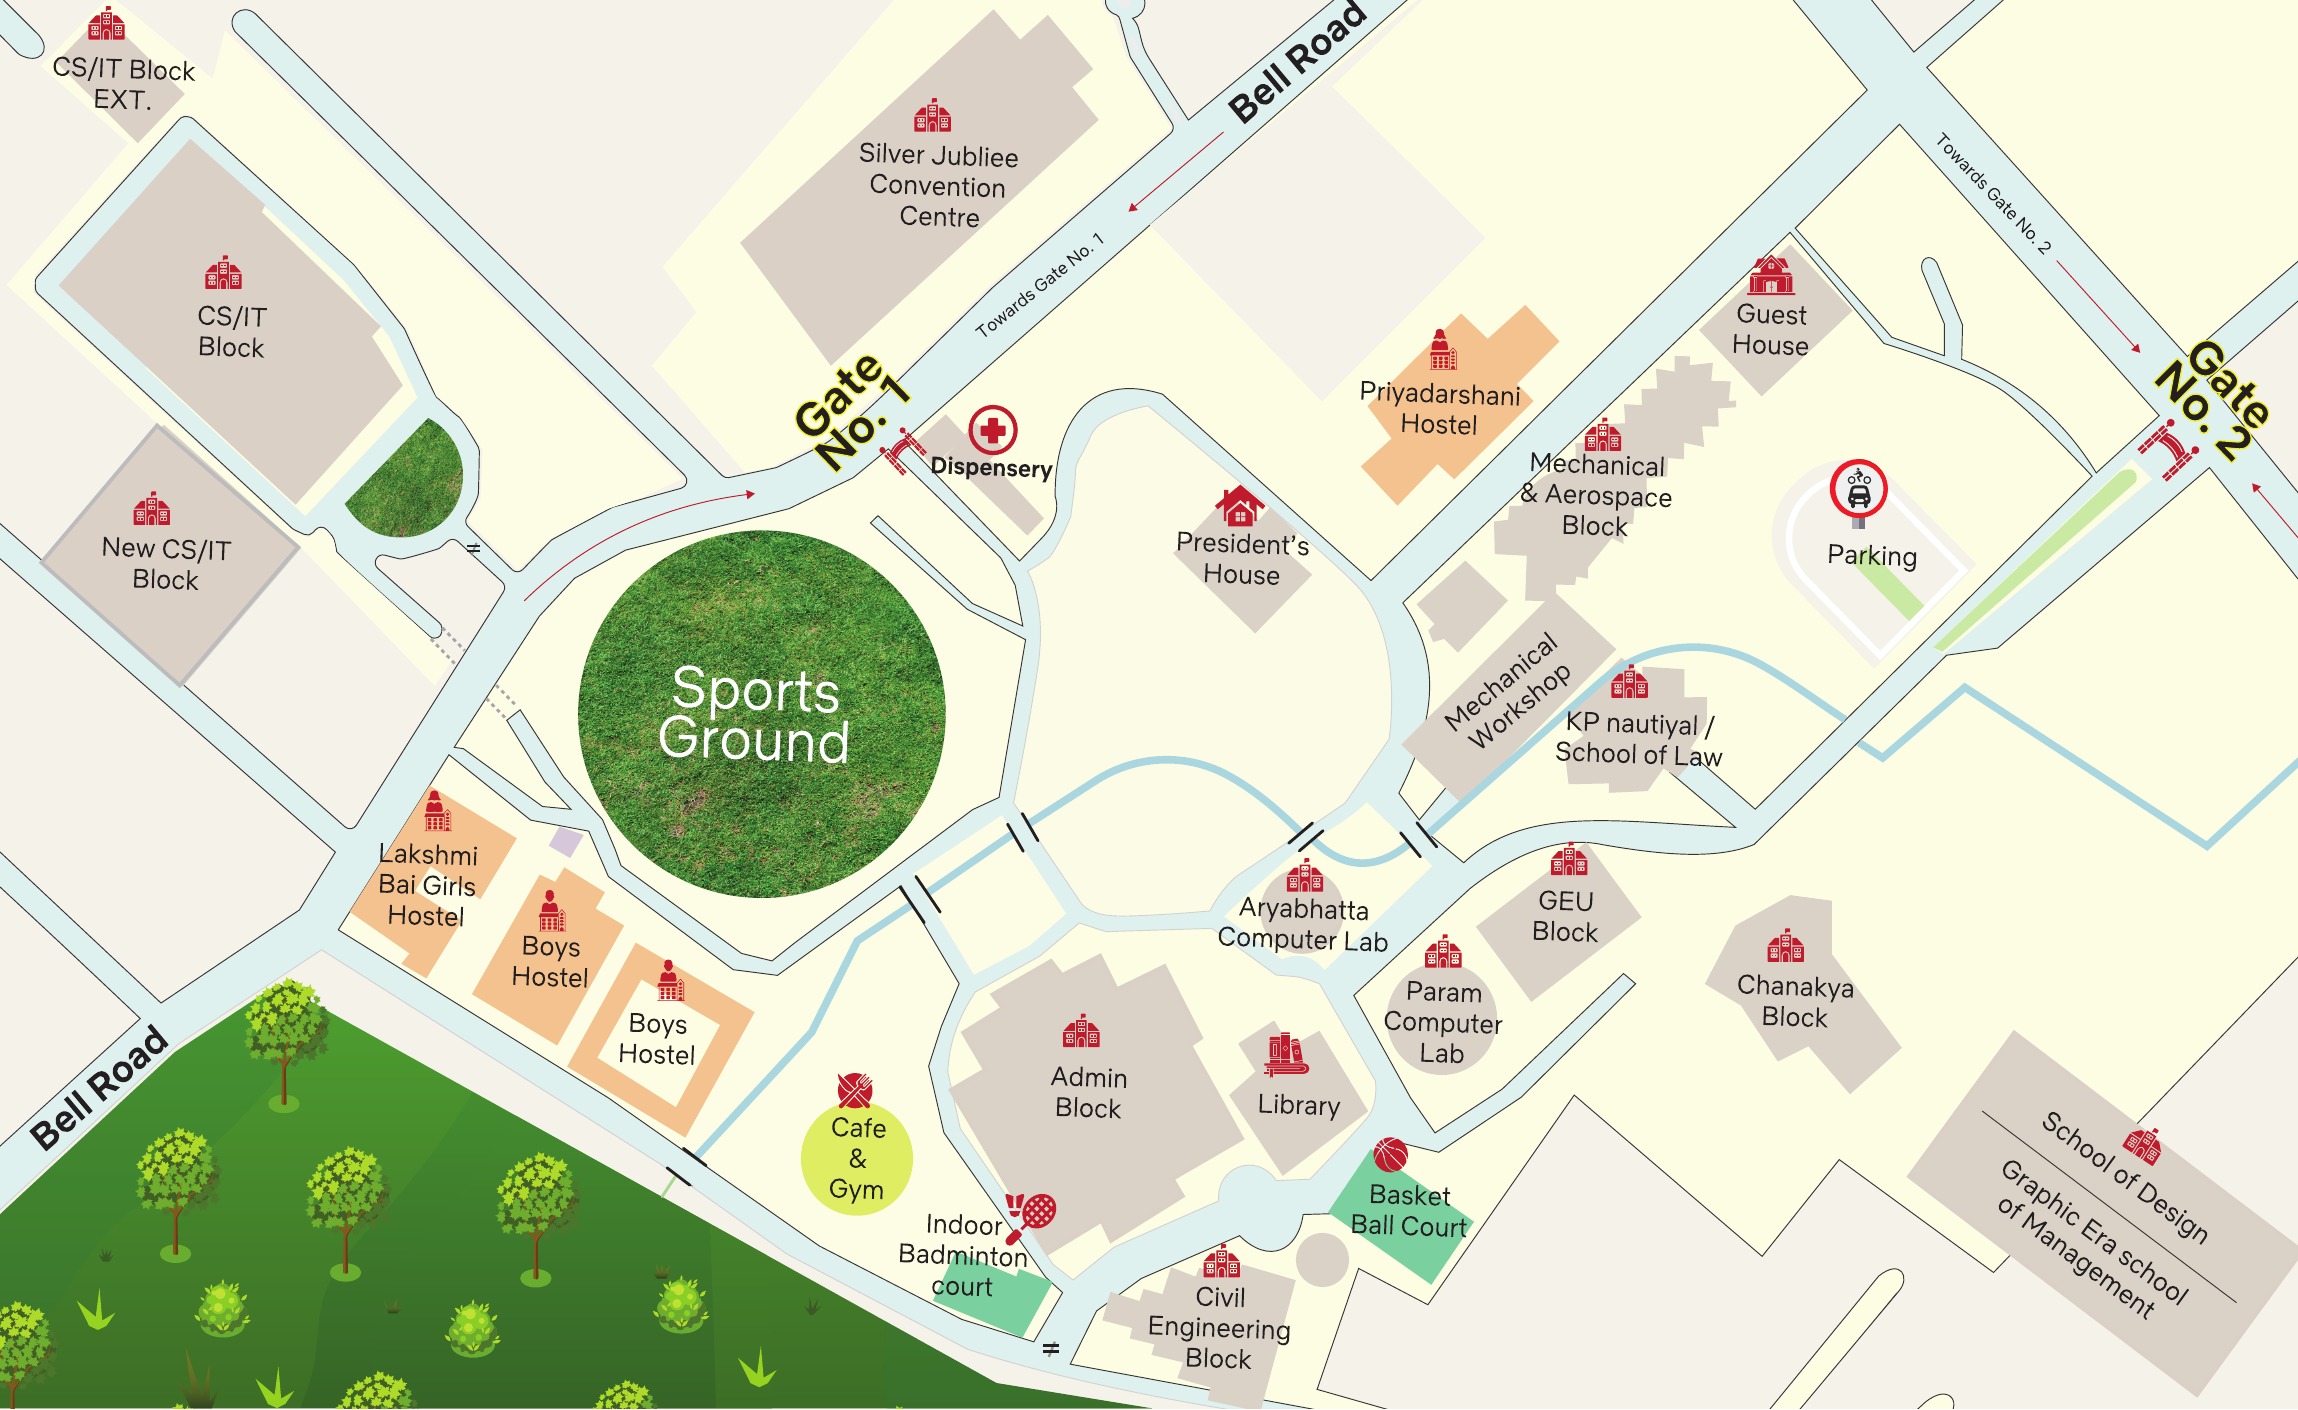 CS/IT Block
EXT.
Bell Road
Silver Jubliee
Convention
Centre
Towards Gate No. 1
Towards Gate No. 2
CS/IT
Block
Guest
House
Gate
No. 1
Gate
No. 2
Priyadarshani
Hostel
Dispensery
Mechanical
& Aerospace
Block
New CS/IT
Block
President's
House
Parking
Sports
Ground
Mechanical
Workshop
KP nautiyal /
School of Law
Lakshmi
Bai Girls
Hostel
Boys
Hostel
Boys
Hostel
Aryabhatta
Computer Lab
GEU
Block
Param
Computer
Lab
Chanakya
Block
Bell Road
Admin
Block
Library
Cafe
&
Gym
School of Design
Graphic Era school
of Management
Indoor
Badminton
court
Basket
Ball Court
Civil
Engineering
Block